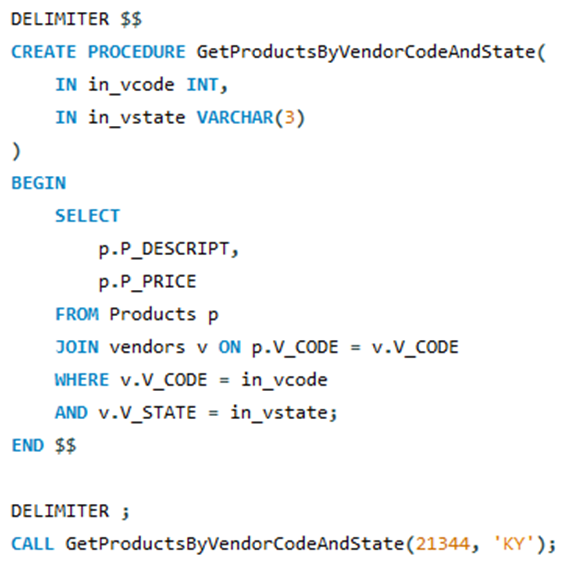 DELIMITER $$
CREATE PROCEDURE GetProductsByVendorCodeAndState(
    IN in_vcode INT,
    IN in_vstate VARCHAR(3)
)
BEGIN
    SELECT
        p.P_DESCRIPT,
        p.P_PRICE
    FROM Products p
    JOIN vendors v ON p.V_CODE = v.V_CODE
    WHERE v.V_CODE = in_vcode
    AND v.V_STATE = in_vstate;
END $$

DELIMITER ;
CALL GetProductsByVendorCodeAndState(21344, 'KY');